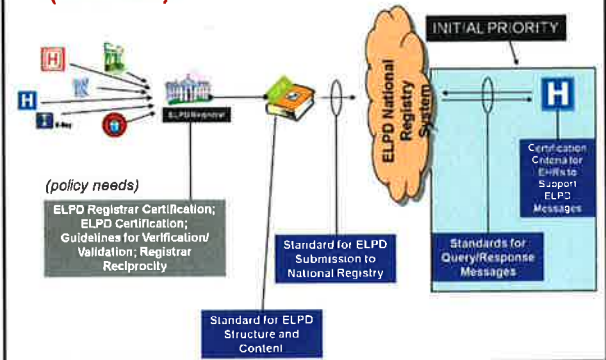 INITIAL PRIORITY
H
H
H
X-Ray
ELPD Registrar
ELPD National
Registry
System
Certification
Criteria for
EHRs to
Support
ELPD
Messages
(policy needs)
ELPD Registrar Certification;
ELPD Certification;
Guidelines for Verification/
Validation; Registrar
Reciprocity
Standard for ELPD
Submission to
National Registry
Standards for
Query/Response
Messages
Standard for ELPD
Structure and
Content